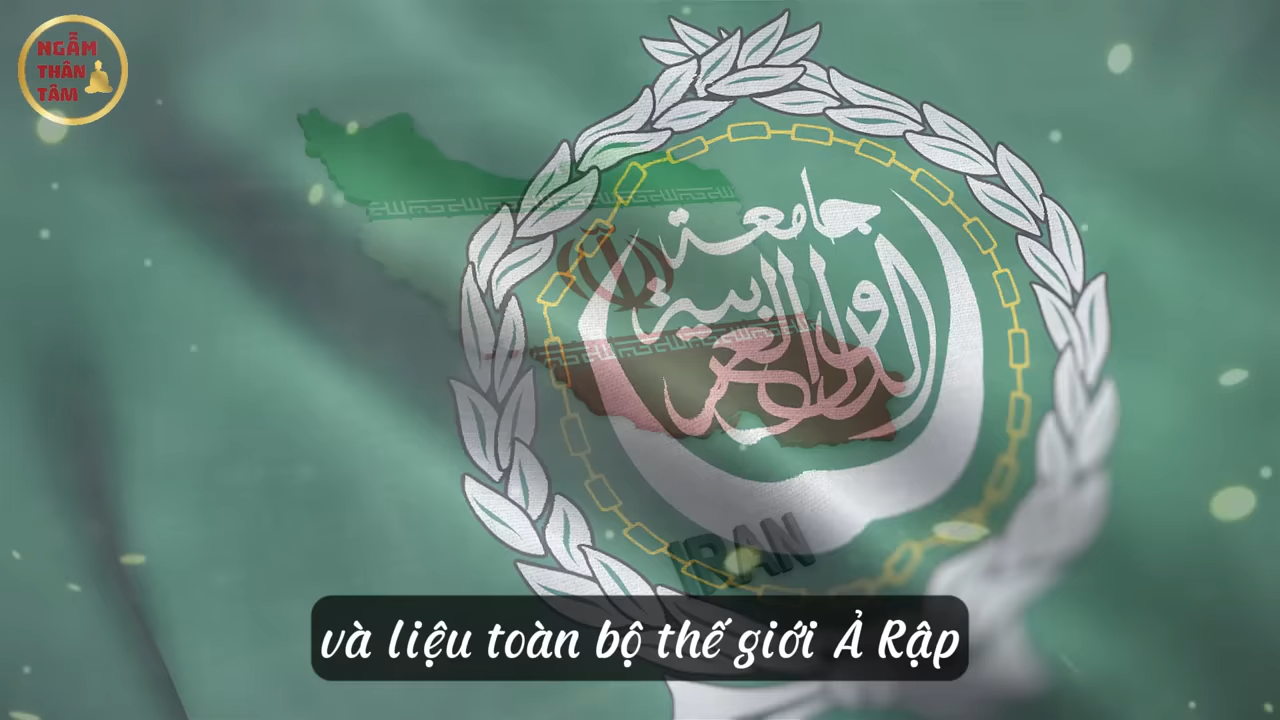 NGẪM
THÂN
TÂM
جامعة
الدول العربية
IRAN
và liệu toàn bộ thế giới Ả Rập